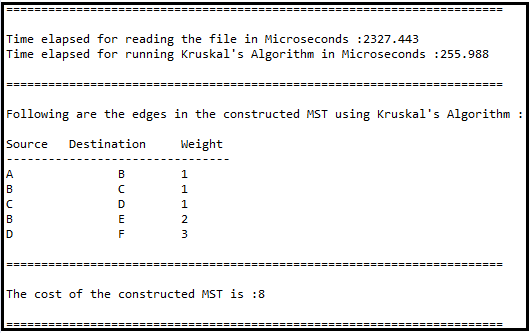 =======================================================================
Time elapsed for reading the file in Microseconds :2327.443
Time elapsed for running Kruskal's Algorithm in Microseconds :255.988
=======================================================================
Following are the edges in the constructed MST using Kruskal's Algorithm :
Source Destination Weight
--------------------------------
A B 1
B C 1
C D 1
B E 2
D F 3
=======================================================================
The cost of the constructed MST is :8
=======================================================================